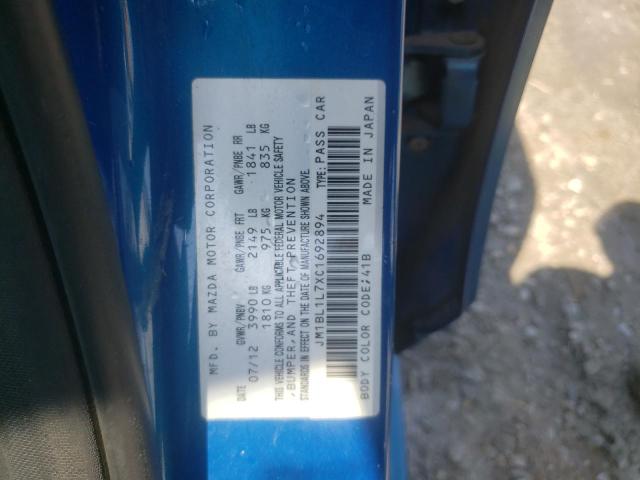 MFD. BY MAZDA MOTOR CORPORATION
DATE GVWR/PNBV GAWR/PNBE FRT GAWR/PNBE RR
07/12 3990 LB 2149 LB 1841 LB
1810 KG 975 KG 835 KG
THIS VEHICLE CONFORMS TO ALL APPLICABLE FEDERAL MOTOR VEHICLE SAFETY
, BUMPER, AND THEFT PREVENTION
STANDARDS IN EFFECT ON THE DATE OF MANUFACTURE SHOWN ABOVE.
JM1BL1L7XC1692894 TYPE: PASS CAR
BODY COLOR CODE:41B MADE IN JAPAN